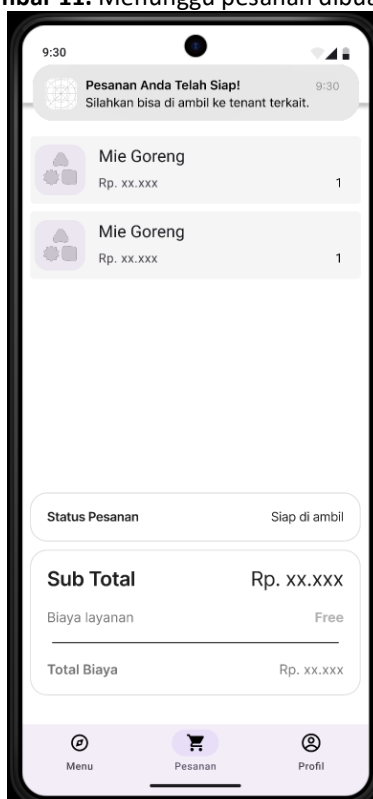 11. Menunggu pesanan
9:30
Pesanan Anda Telah Siap! 9:30
Silahkan bisa di ambil ke tenant terkait.
Mie Goreng
Rp. xx.xxx 1
Mie Goreng
Rp. xx.xxx 1
Status Pesanan Siap di ambil
Sub Total Rp. xx.xxx
Biaya layanan Free
Total Biaya Rp. xx.xxx
Menu Pesanan Profil